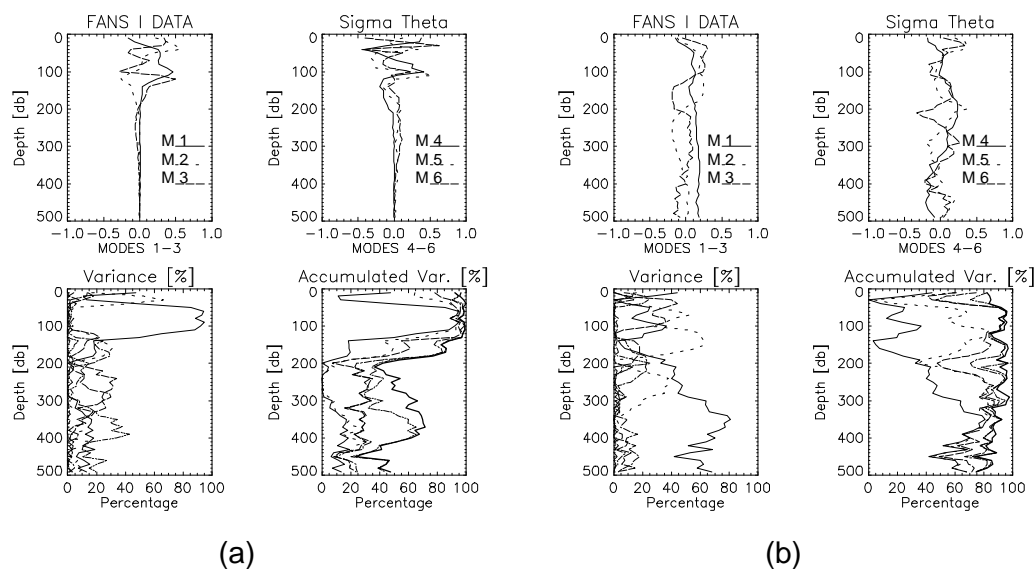 FANS I DATA
Sigma Theta
0
100
200
300
400
500
Depth [db]
M.1
M.2
M.3
−1.0 −0.5 0.0 0.5 1.0
MODES 1−3
0
100
200
300
400
500
Depth [db]
M.4
M.5
M.6
−1.0 −0.5 0.0 0.5 1.0
MODES 4−6
Variance [%]
0
100
200
300
400
500
Depth [db]
0 20 40 60 80 100
Percentage
Accumulated Var. [%]
0
100
200
300
400
500
Depth [db]
0 20 40 60 80 100
Percentage
(a)
FANS I DATA
Sigma Theta
0
100
200
300
400
500
Depth [db]
M.1
M.2
M.3
−1.0 −0.5 0.0 0.5 1.0
MODES 1−3
0
100
200
300
400
500
Depth [db]
M.4
M.5
M.6
−1.0 −0.5 0.0 0.5 1.0
MODES 4−6
Variance [%]
0
100
200
300
400
500
Depth [db]
0 20 40 60 80 100
Percentage
Accumulated Var. [%]
0
100
200
300
400
500
Depth [db]
0 20 40 60 80 100
Percentage
(b)